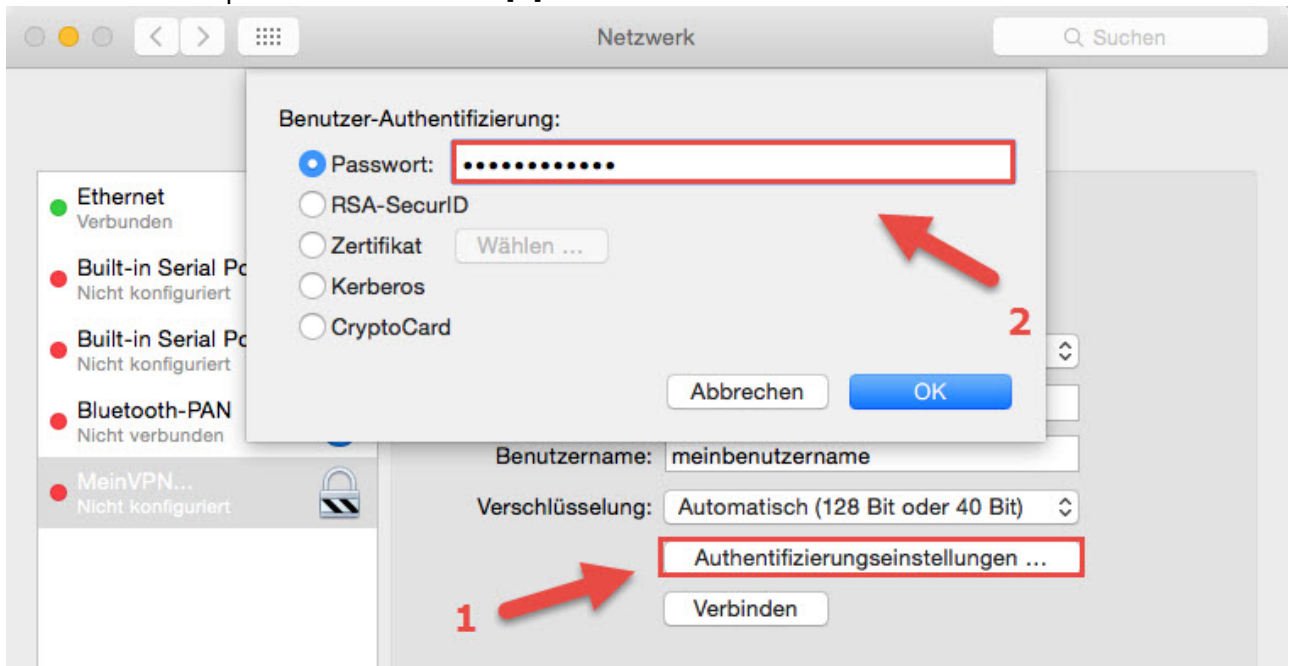 Netzwerk
Suchen
Benutzer-Authentifizierung:
Passwort: ••••••••••••
RSA-SecurID
Zertifikat Wählen ...
Kerberos
CryptoCard
2
Abbrechen OK
Ethernet
Verbunden
Built-in Serial
Nicht konfiguriert
Built-in Serial
Nicht konfiguriert
Bluetooth-PAN
Nicht verbunden
MeinVPN...
Nicht konfiguriert
Benutzername: meinbenutzername
Verschlüsselung: Automatisch (128 Bit oder 40 Bit)
Authentifizierungseinstellungen ...
1
Verbinden